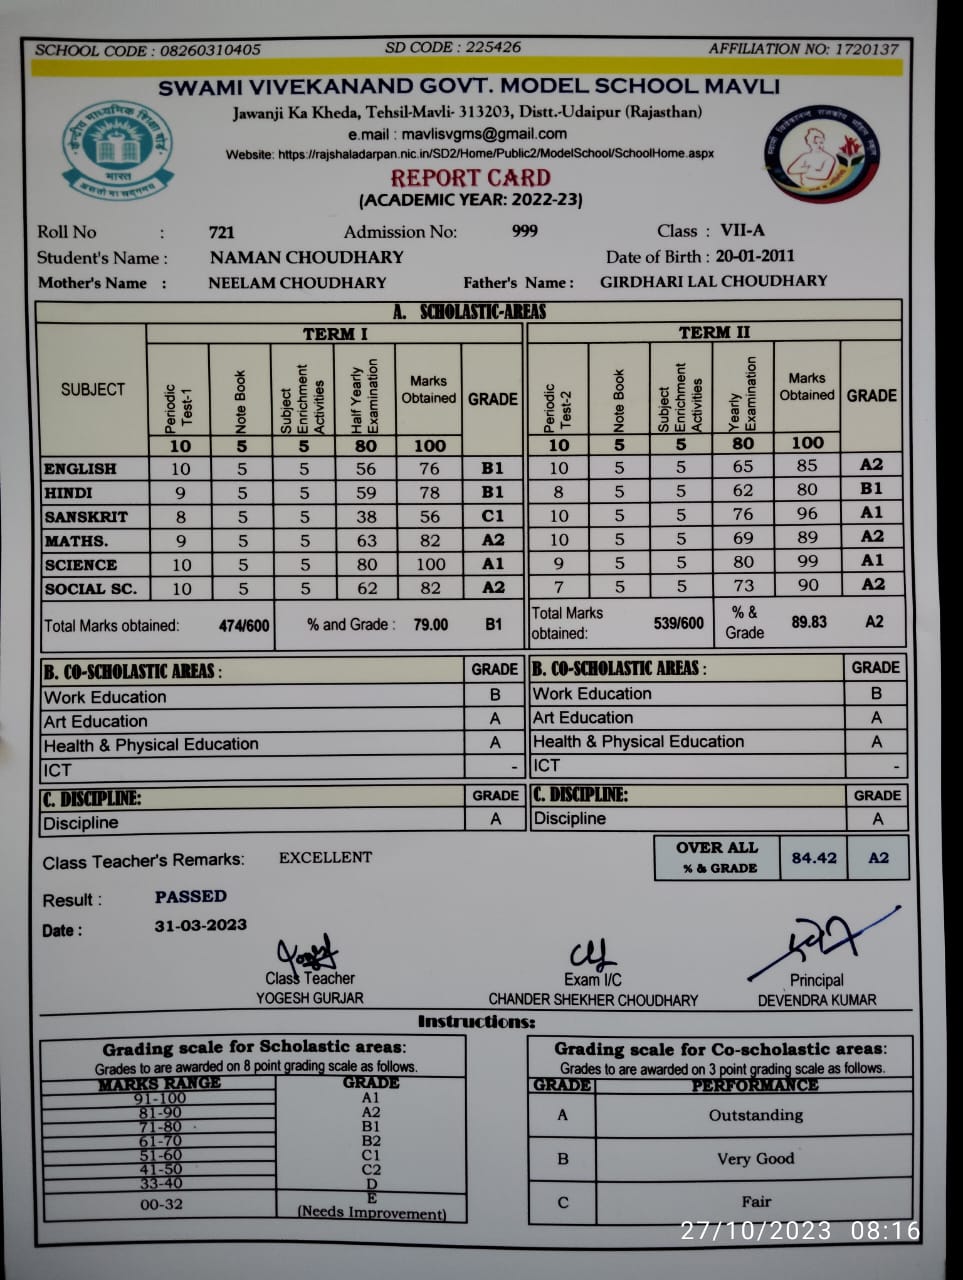 SCHOOL CODE : 08260310405 SD CODE : 225426 AFFILIATION NO: 1720137
SWAMI VIVEKANAND GOVT. MODEL SCHOOL MAVLI
Jawanji Ka Kheda, Tehsil-Mavli- 313203, Distt.-Udaipur (Rajasthan)
e.mail : mavlisvgms@gmail.com
Website: https://rajshaladarpan.nic.in/SD2/Home/Public2/ModelSchool/SchoolHome.aspx
भारत
असतो मा सद्गमय
REPORT CARD
(ACADEMIC YEAR: 2022-23)
Roll No : 721 Admission No: 999 Class : VII-A
Student's Name : NAMAN CHOUDHARY Date of Birth : 20-01-2011
Mother's Name : NEELAM CHOUDHARY Father's Name : GIRDHARI LAL CHOUDHARY
A. SCHOLASTIC-AREAS
TERM I TERM II
SUBJECT Periodic Test-1 Note Book Subject Enrichment Activities Half Yearly Examination Marks Obtained GRADE Periodic Test-2 Note Book Subject Enrichment Activities Yearly Examination Marks Obtained GRADE
10 5 5 80 100 10 5 5 80 100
ENGLISH 10 5 5 56 76 B1 10 5 5 65 85 A2
HINDI 9 5 5 59 78 B1 8 5 5 62 80 B1
SANSKRIT 8 5 5 38 56 C1 10 5 5 76 96 A1
MATHS. 9 5 5 63 82 A2 10 5 5 69 89 A2
SCIENCE 10 5 5 80 100 A1 9 5 5 80 99 A1
SOCIAL SC. 10 5 5 62 82 A2 7 5 5 73 90 A2
Total Marks obtained: 474/600 % and Grade : 79.00 B1 Total Marks obtained: 539/600 % & Grade 89.83 A2
B. CO-SCHOLASTIC AREAS : GRADE B. CO-SCHOLASTIC AREAS : GRADE
Work Education B Work Education B
Art Education A Art Education A
Health & Physical Education A Health & Physical Education A
ICT - ICT -
C. DISCIPLINE: GRADE C. DISCIPLINE: GRADE
Discipline A Discipline A
Class Teacher's Remarks: EXCELLENT OVER ALL % & GRADE 84.42 A2
Result : PASSED
Date : 31-03-2023
Class Teacher Exam I/C Principal
YOGESH GURJAR CHANDER SHEKHER CHOUDHARY DEVENDRA KUMAR
Instructions:
Grading scale for Scholastic areas: Grading scale for Co-scholastic areas:
Grades to are awarded on 8 point grading scale as follows. Grades to are awarded on 3 point grading scale as follows.
MARKS RANGE GRADE
91-100 A1
81-90 A2
71-80 B1
61-70 B2
51-60 C1
41-50 C2
33-40 D
00-32 E
(Needs Improvement)
GRADE PERFORMANCE
A Outstanding
B Very Good
C Fair
27/10/2023 08:16